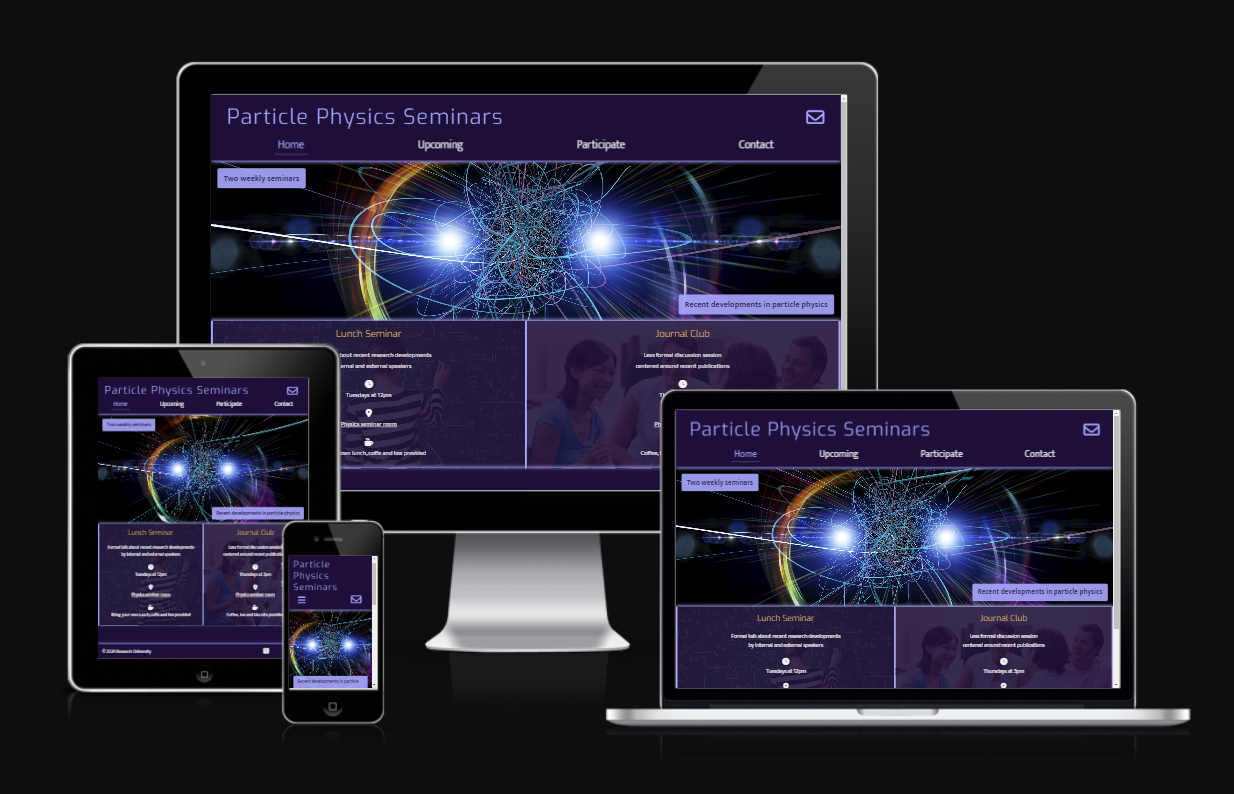 Particle Physics Seminars
Home Upcoming Participate Contact
Two weekly seminars
Recent developments in particle physics
Lunch Seminar
bout recent research developments
ernal and external speakers
Tuesdays at 12pm
Physics seminar room
own lunch, coffe and tea provided
Journal Club
Less formal discussion session
centered around recent publications
Th
Ph
Coffee, t
Particle Physics Seminars
Home Upcoming Participate Contact
Two weekly seminars
Recent developments in particle physics
Lunch Seminar
Formal talk about recent research developments
by internal and external speakers
Tuesdays at 12pm
Physics seminar room
Bring your own lunch, coffe and tea provided
Journal Club
Less formal discussion session
centered around recent publications
Thursdays at 3pm
Physics seminar room
Coffee, tea and biscuits provided
© 2024 Research University
Particle
Physics
Seminars
Recent developments in particle
Particle Physics Seminars
Home Upcoming Participate Contact
Two weekly seminars
Recent developments in particle physics
Lunch Seminar
Formal talk about recent research developments
by internal and external speakers
Tuesdays at 12pm
Journal Club
Less formal discussion session
centered around recent publications
Thursdays at 3pm